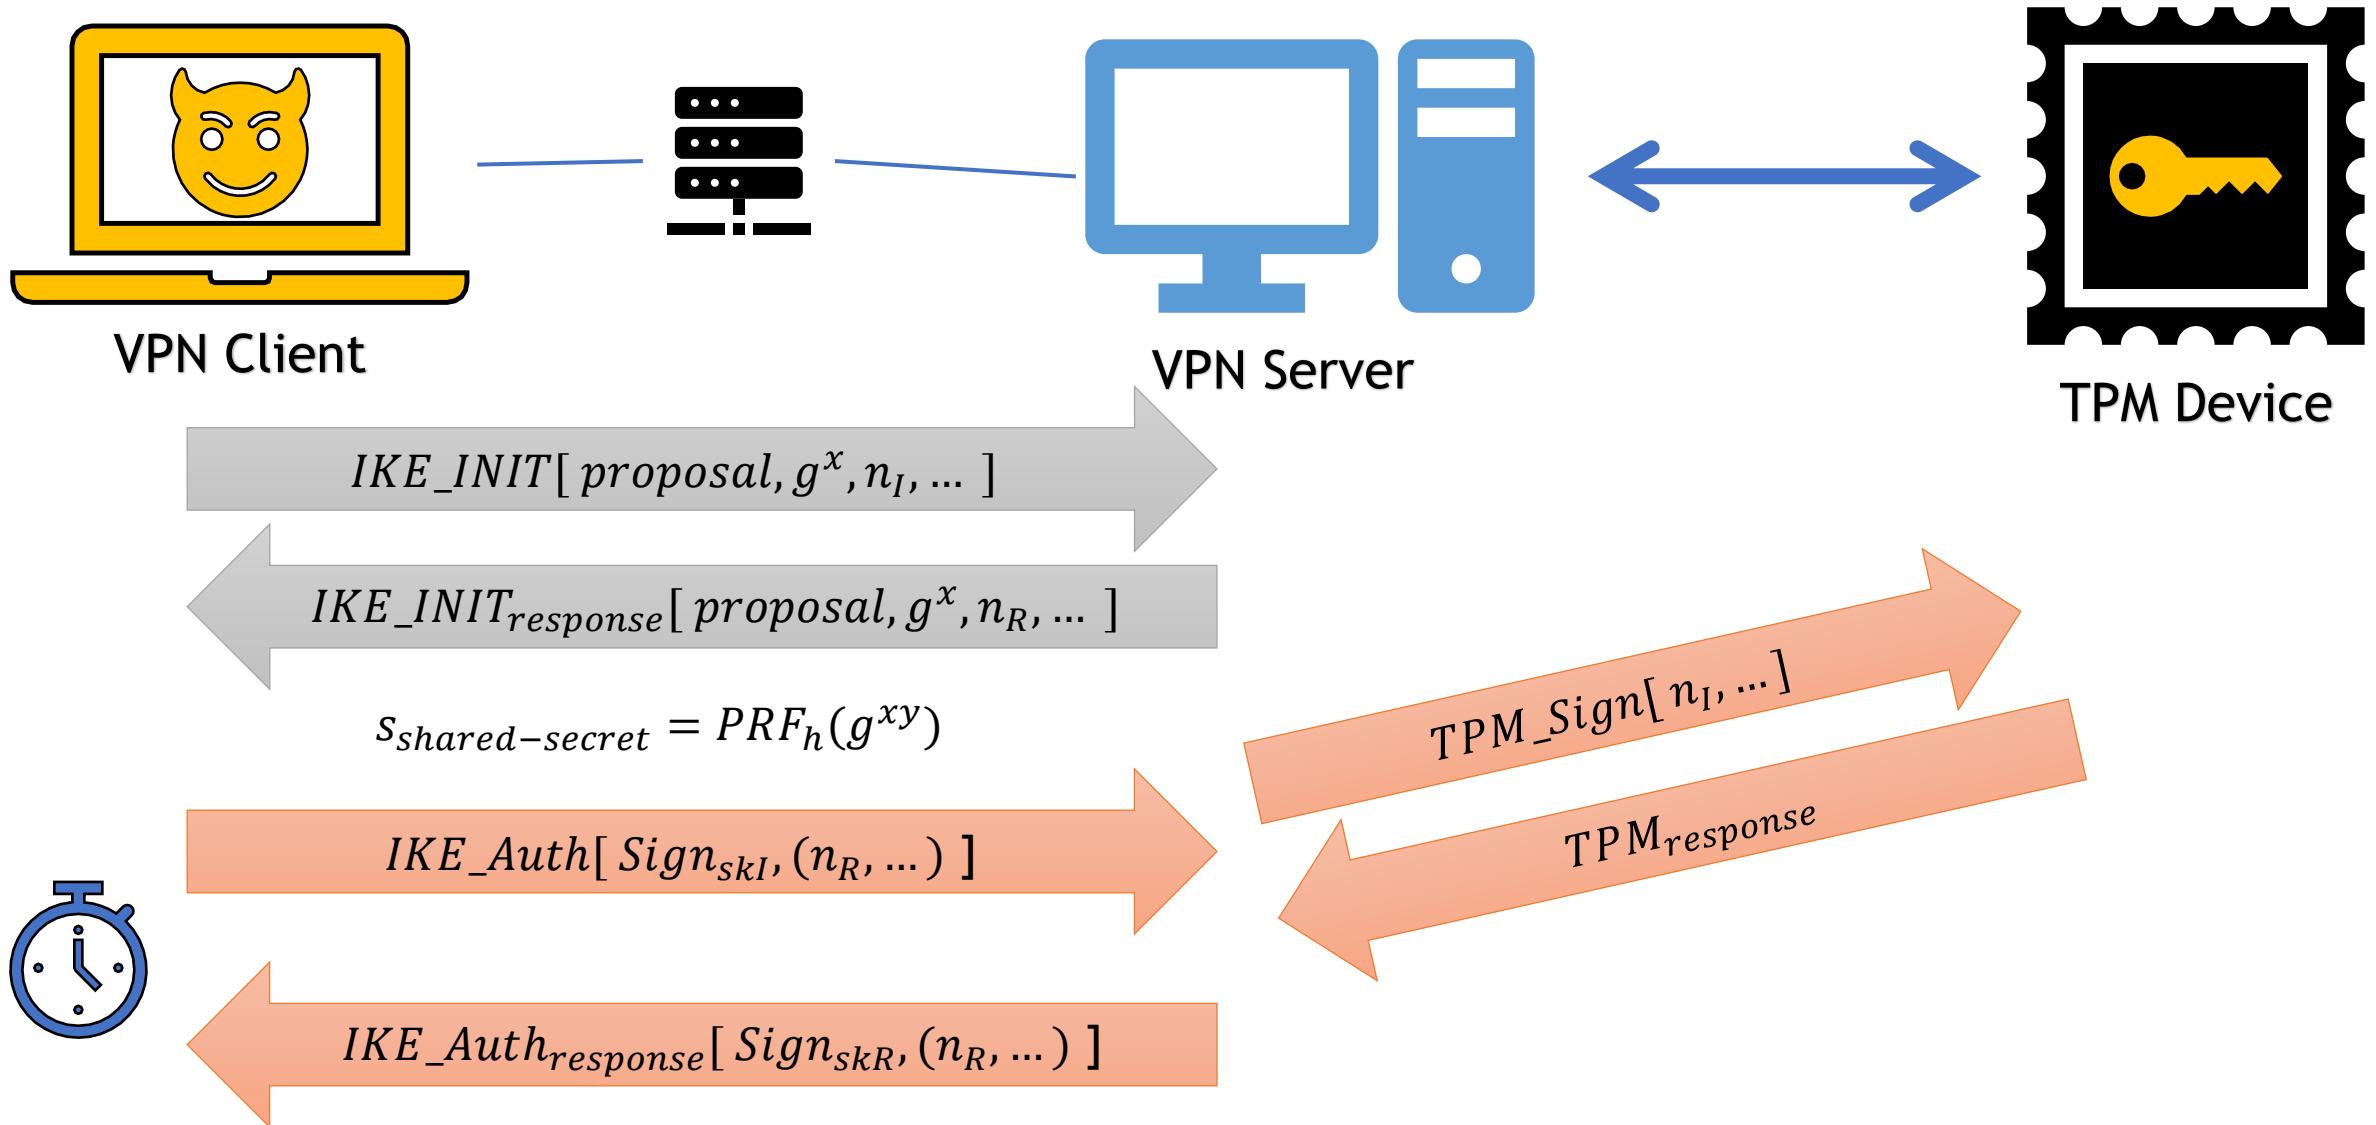 VPN Client
VPN Server
TPM Device
IKE_INIT[ proposal, g^x, n_I, … ]
IKE_INIT_response[ proposal, g^x, n_R, … ]
s_shared−secret = PRF_h(g^xy)
TPM_Sign[ n_I, … ]
TPM_response
IKE_Auth[ Sign_skI, (n_R, … ) ]
IKE_Auth_response[ Sign_skR, (n_R, … ) ]